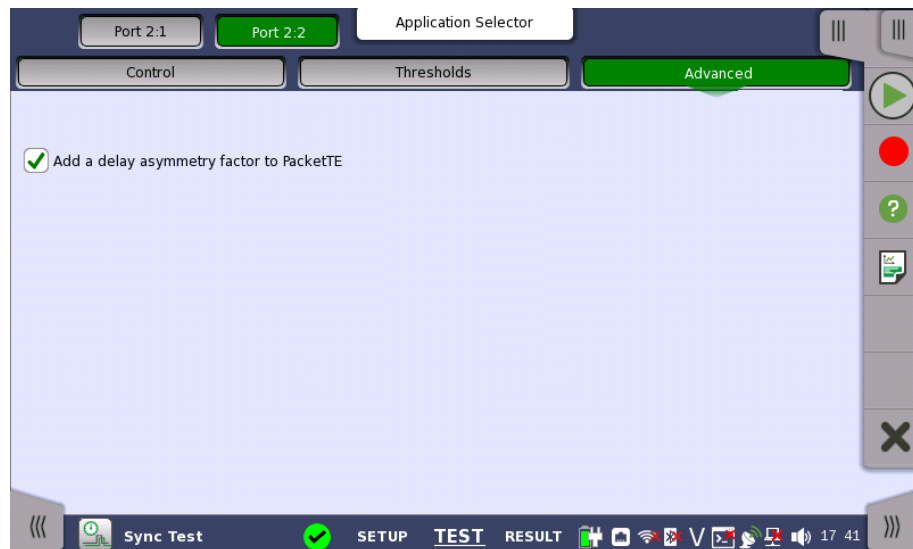 Port 2:1
Port 2:2
Application Selector
Control
Thresholds
Advanced
Add a delay asymmetry factor to PacketTE
Sync Test
SETUP
TEST
RESULT
V
17 41